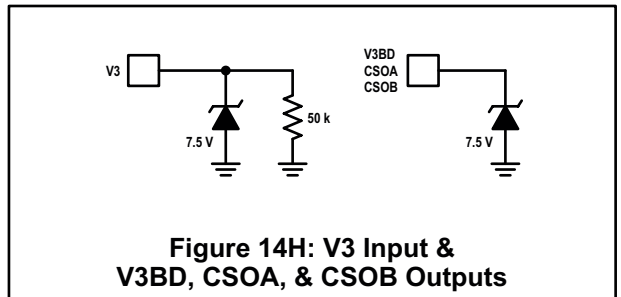 V3
7.5 V
50 k
V3BD
CSOA
CSOB
7.5 V
Figure 14H: V3 Input &
V3BD, CSOA, & CSOB Outputs